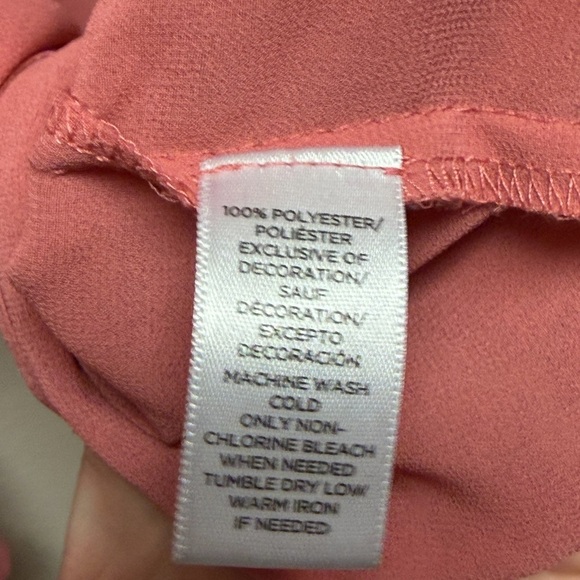 100% POLYESTER/
POLIÉSTER
EXCLUSIVE OF
DECORATION/
SAUF
DÉCORATION/
EXCEPTO
DECORACIÓN
MACHINE WASH
COLD
ONLY NON-
CHLORINE BLEACH
WHEN NEEDED
TUMBLE DRY LOW
WARM IRON
IF NEEDED